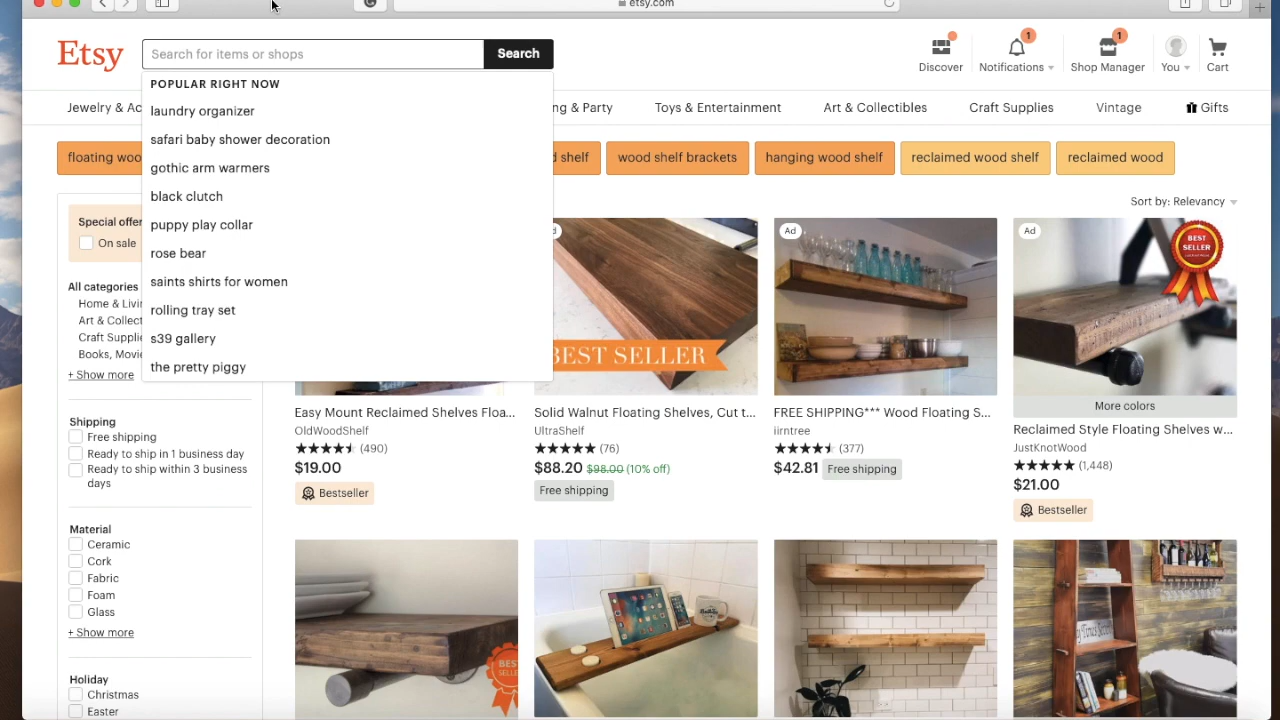 etsy.com
Etsy
Search for items or shops
Search
Discover
1
Notifications
1
Shop Manager
You
Cart
POPULAR RIGHT NOW
laundry organizer
safari baby shower decoration
gothic arm warmers
black clutch
puppy play collar
rose bear
saints shirts for women
rolling tray set
s39 gallery
the pretty piggy
Jewelry & Ac
ng & Party
Toys & Entertainment
Art & Collectibles
Craft Supplies
Vintage
Gifts
floating woo
d shelf
wood shelf brackets
hanging wood shelf
reclaimed wood shelf
reclaimed wood
Sort by: Relevancy
Special offer
On sale
All categories
Home & Livin
Art & Collect
Craft Supplie
Books, Movie
+ Show more
Shipping
Free shipping
Ready to ship in 1 business day
Ready to ship within 3 business
days
Material
Ceramic
Cork
Fabric
Foam
Glass
+ Show more
Holiday
Christmas
Easter
Easy Mount Reclaimed Shelves Floa...
OldWoodShelf
(490)
$19.00
Bestseller
d
BEST SELLER
Solid Walnut Floating Shelves, Cut t...
UltraShelf
(76)
$88.20 $98.00 (10% off)
Free shipping
Ad
FREE SHIPPING*** Wood Floating S...
iirntree
(377)
$42.81 Free shipping
Ad
BEST
SELLER
More colors
Reclaimed Style Floating Shelves w...
JustKnotWood
(1,448)
$21.00
Bestseller
BES
SELLE